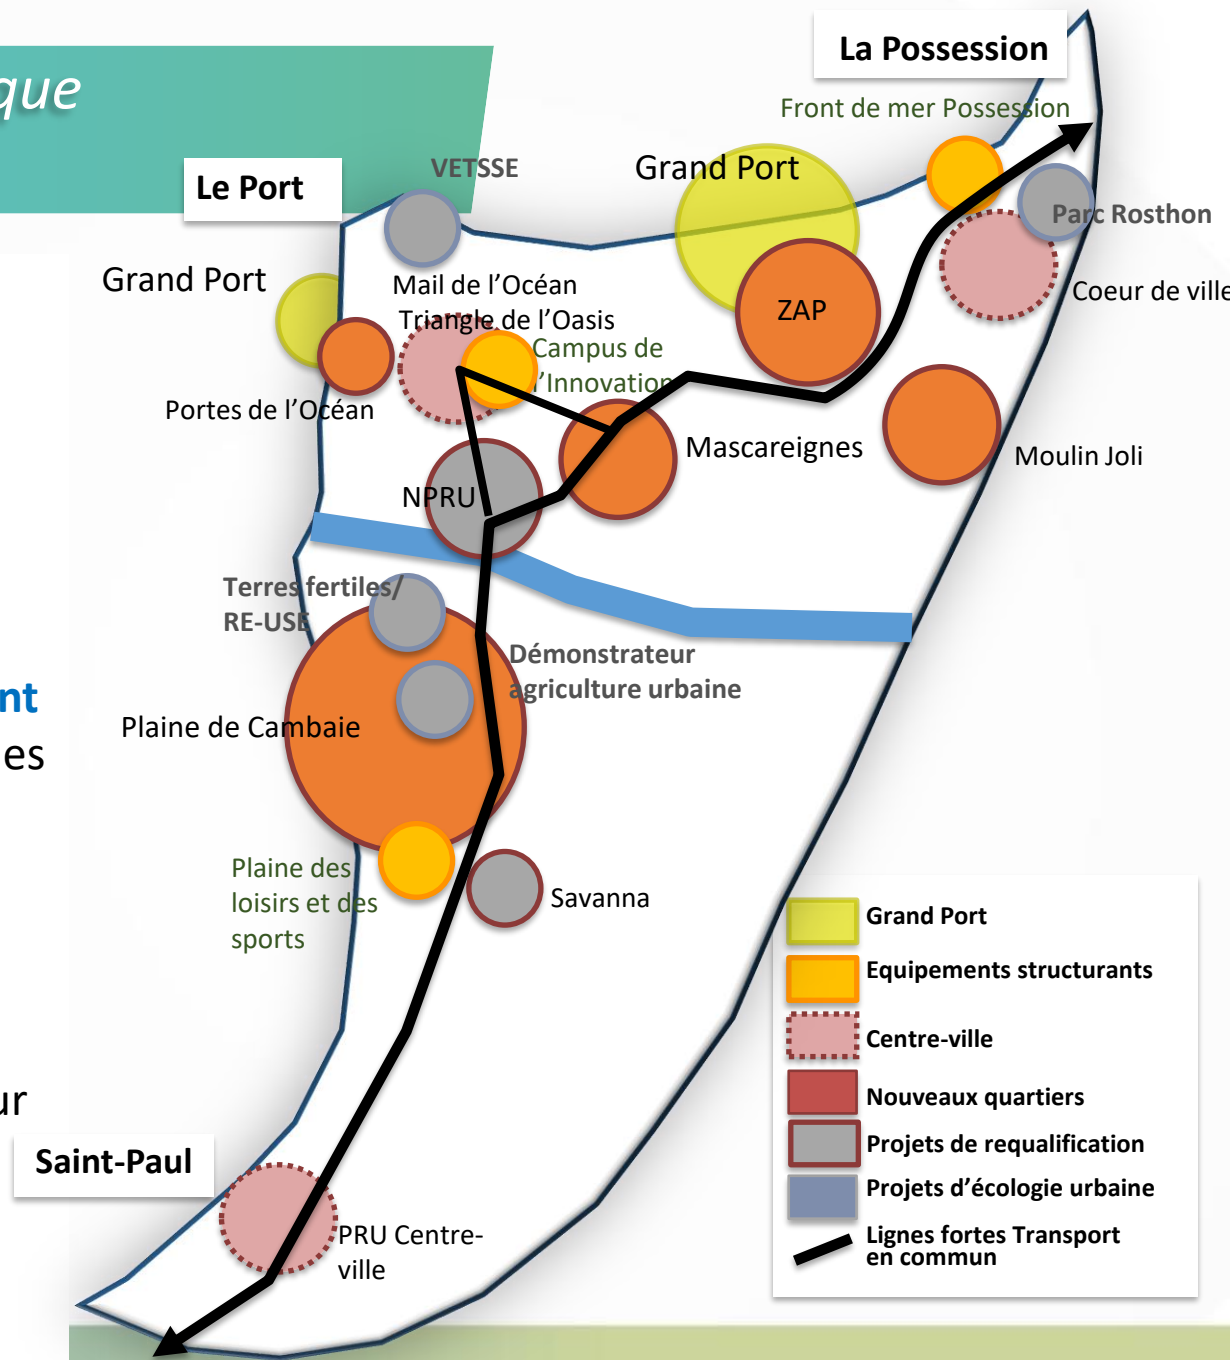 que
La Possession
Front de mer Possession
VETSSE
Grand Port
Le Port
Parc Rosthon
Grand Port
Mail de l’Océan
Coeur de ville
Triangle de l’Oasis
ZAP
Campus de
l’Innovation
Portes de l’Océan
Mascareignes
Moulin Joli
NPRU
Terres fertiles/
RE-USE
Démonstrateur
agriculture urbaine
nt
Plaine de Cambaie
es
Plaine des
loisirs et des
sports
Savanna
Grand Port
Equipements structurants
Centre-ville
Nouveaux quartiers
Projets de requalification
Projets d’écologie urbaine
Lignes fortes Transport
en commun
ur
Saint-Paul
PRU Centre-
ville